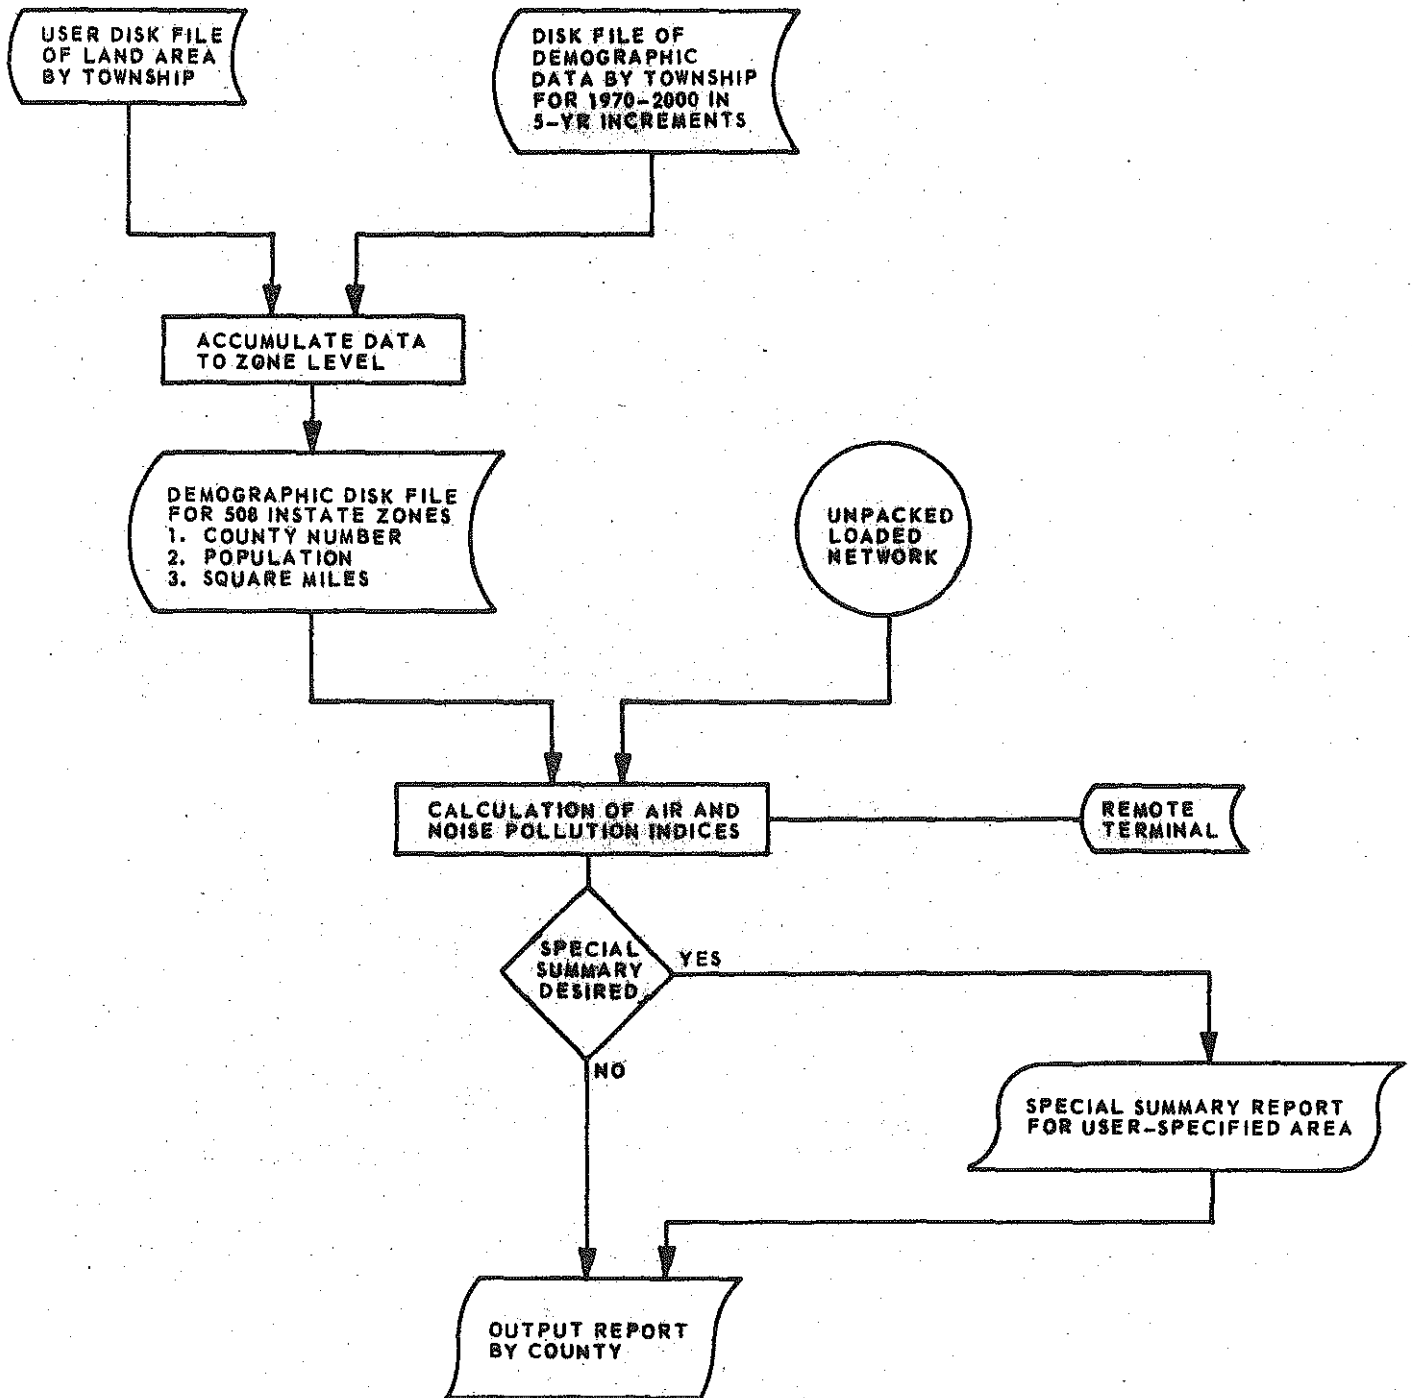 USER DISK FILE
OF LAND AREA
BY TOWNSHIP
DISK FILE OF
DEMOGRAPHIC
DATA BY TOWNSHIP
FOR 1970-2000 IN
5-YR INCREMENTS
ACCUMULATE DATA
TO ZONE LEVEL
DEMOGRAPHIC DISK FILE
FOR 508 INSTATE ZONES
1. COUNTY NUMBER
2. POPULATION
3. SQUARE MILES
UNPACKED
LOADED
NETWORK
CALCULATION OF AIR AND
NOISE POLLUTION INDICES
REMOTE
TERMINAL
SPECIAL
SUMMARY
DESIRED
YES
NO
SPECIAL SUMMARY REPORT
FOR USER-SPECIFIED AREA
OUTPUT REPORT
BY COUNTY